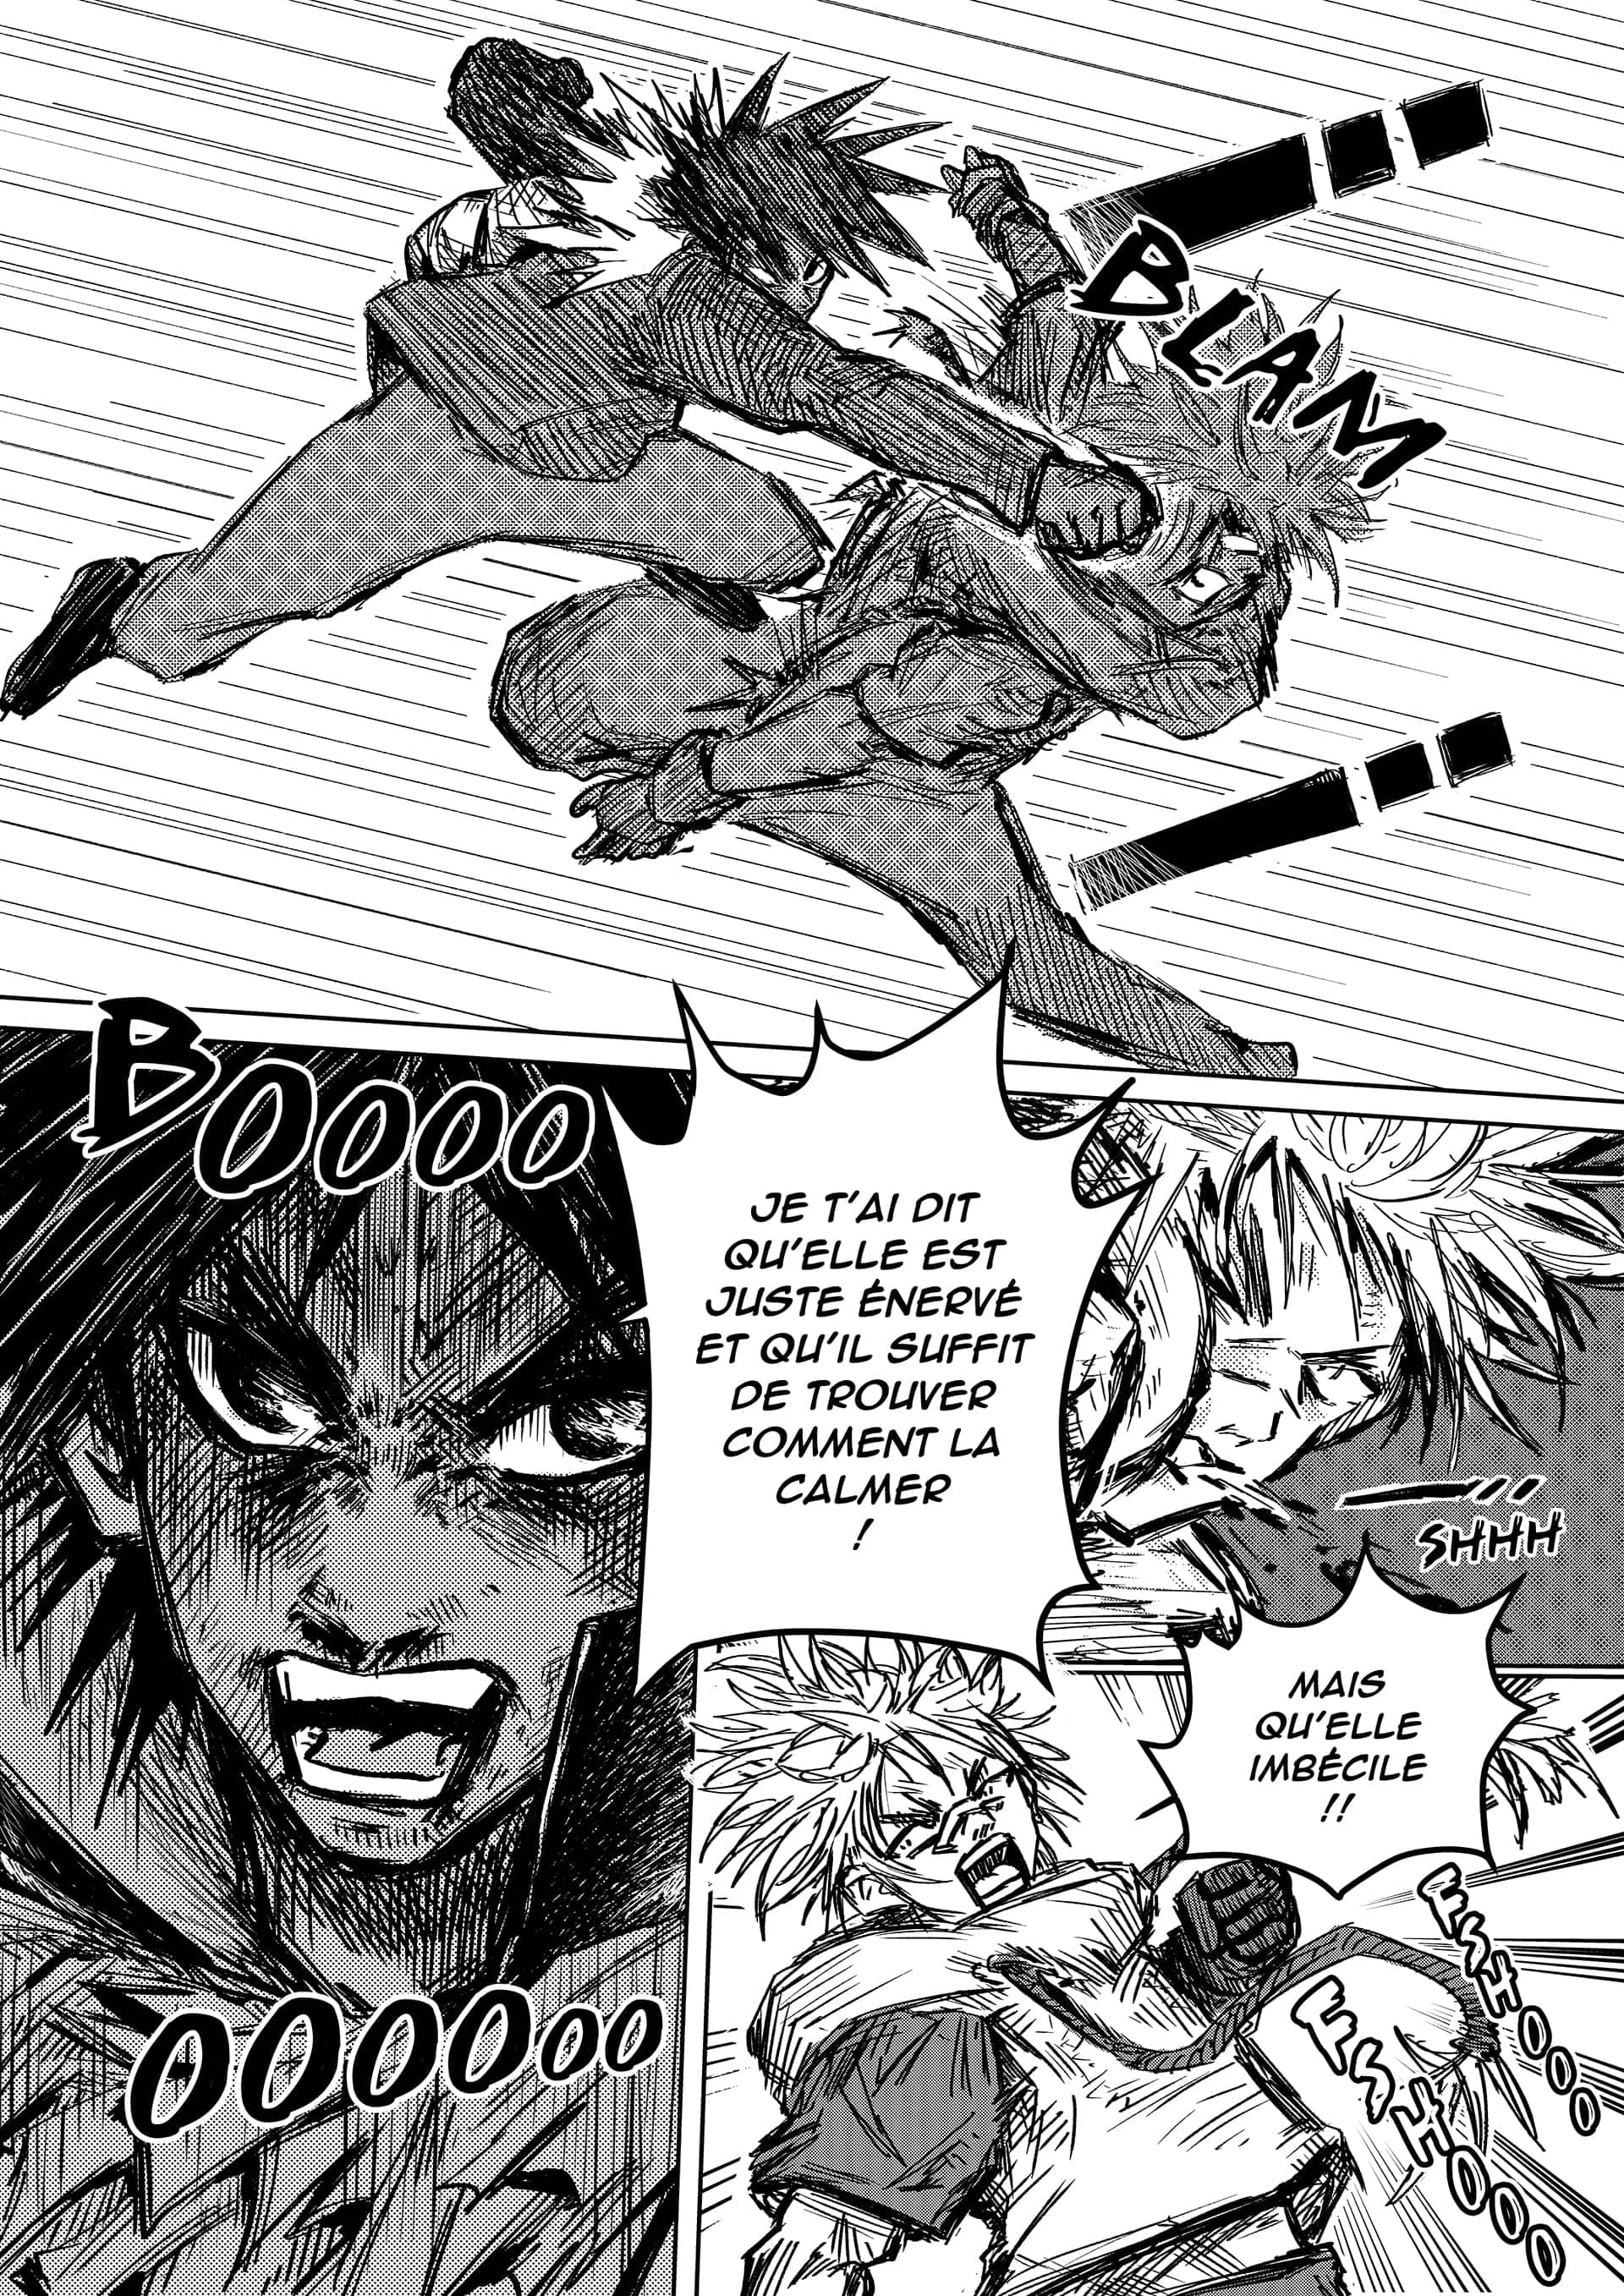 BLAM
BOOOO
JE T'AI DIT
QU'ELLE EST
JUSTE ÉNERVÉ
ET QU'IL SUFFIT
DE TROUVER
COMMENT LA
CALMER
!
SHHH
MAIS
QU'ELLE
IMBÉCILE
!!
OOOOOOO
FSHOOO
FSHOOO